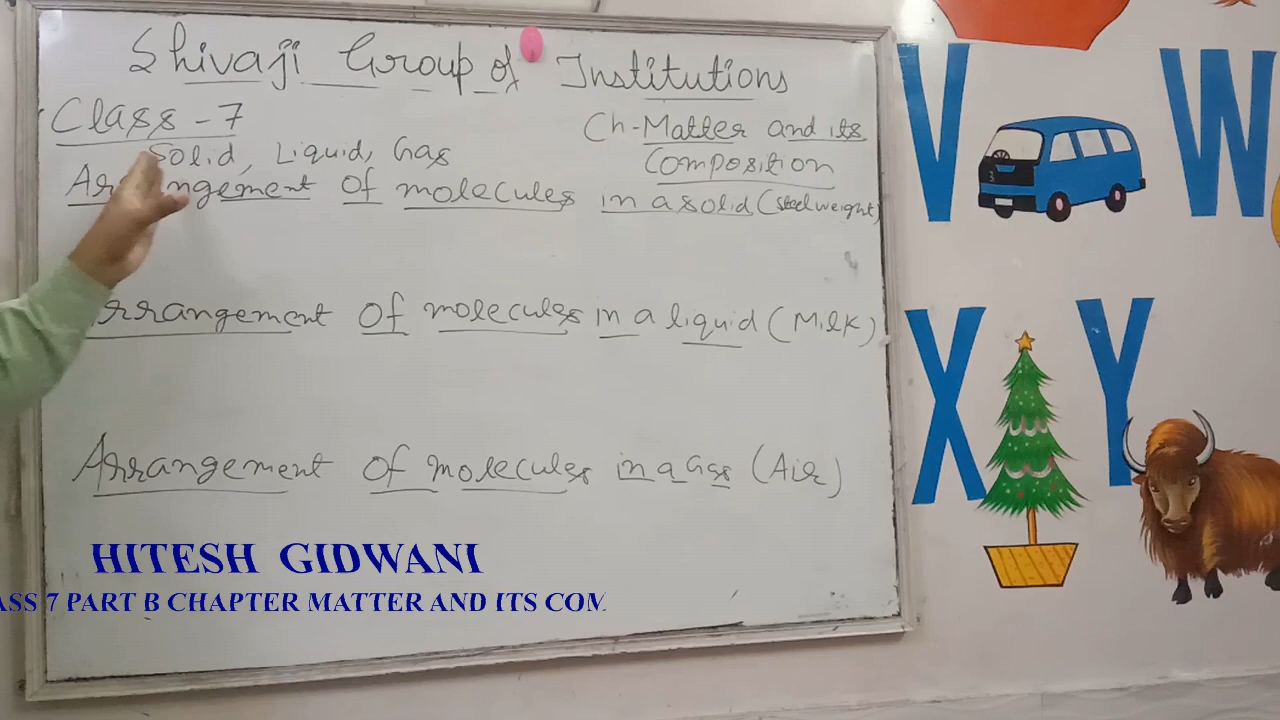 Shivaji Group of Institutions
Class - 7
Ch-Matter and its
Composition
Solid, Liquid, Gas
Arrangement of molecules in a solid (steel weight)
Arrangement of molecules in a liquid (Milk)
Arrangement of molecules in a Gas (Air)
HITESH GIDWANI
ASS 7 PART B CHAPTER MATTER AND ITS COM
V
W
X
Y